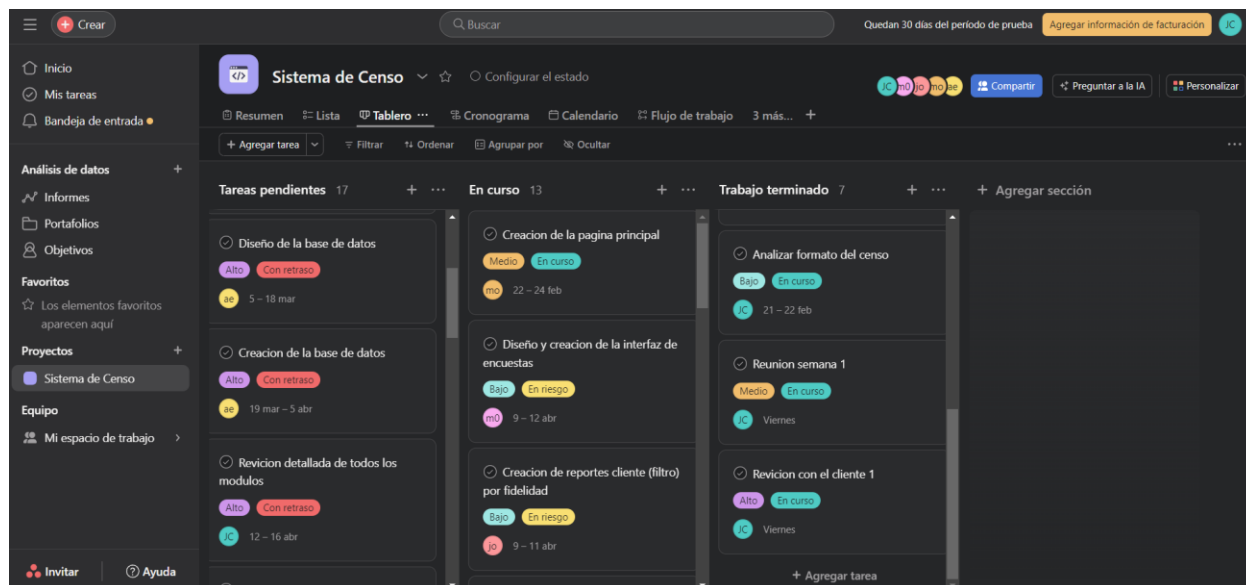 Crear
Buscar
Quedan 30 días del período de prueba
Agregar información de facturación
JC
Inicio
Mis tareas
Bandeja de entrada
Análisis de datos
Informes
Portafolios
Objetivos
Favoritos
Los elementos favoritos
aparecen aquí
Proyectos
Sistema de Censo
Equipo
Mi espacio de trabajo
Invitar
Ayuda
Sistema de Censo
Configurar el estado
JC m0 jo mo ae
Compartir
Preguntar a la IA
Personalizar
Resumen
Lista
Tablero
Cronograma
Calendario
Flujo de trabajo
3 más...
+ Agregar tarea
Filtrar
Ordenar
Agrupar por
Ocultar
Tareas pendientes 17
Diseño de la base de datos
Alto Con retraso
ae 5 – 18 mar
Creacion de la base de datos
Alto Con retraso
ae 19 mar – 5 abr
Revicion detallada de todos los
modulos
Alto Con retraso
JC 12 – 16 abr
En curso 13
Creacion de la pagina principal
Medio En curso
mo 22 – 24 feb
Diseño y creacion de la interfaz de
encuestas
Bajo En riesgo
m0 9 – 12 abr
Creacion de reportes cliente (filtro)
por fidelidad
Bajo En riesgo
jo 9 – 11 abr
Trabajo terminado 7
Analizar formato del censo
Bajo En curso
JC 21 – 22 feb
Reunion semana 1
Medio En curso
JC Viernes
Revicion con el cliente 1
Alto En curso
JC Viernes
+ Agregar tarea
+ Agregar sección